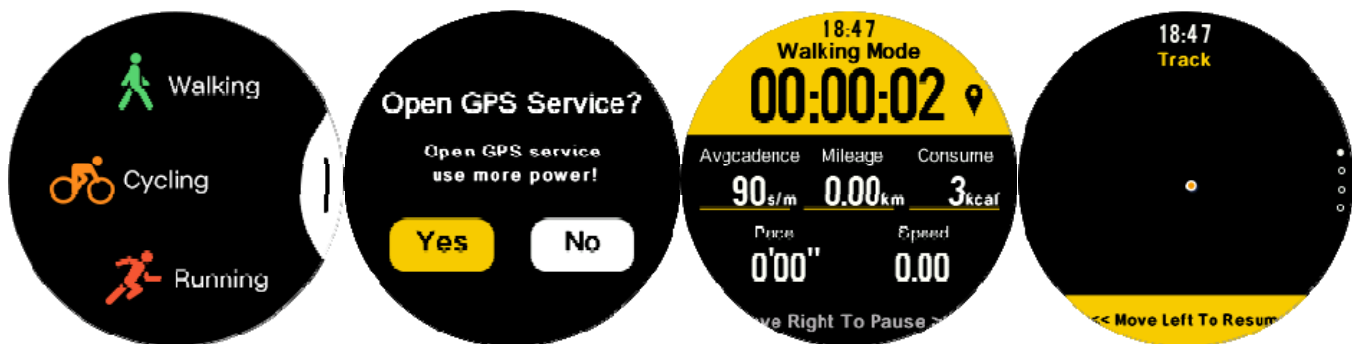 Walking
Cycling
Running
Open GPS Service?
Open GPS service
use more power!
Yes
No
18:47
Walking Mode
00:00:02
Avgcadence Mileage Consume
90s/m 0.00km 3kcal
Pace Speed
0'00" 0.00
Right To Pause >
18:47
Track
<< Move Left To Resum